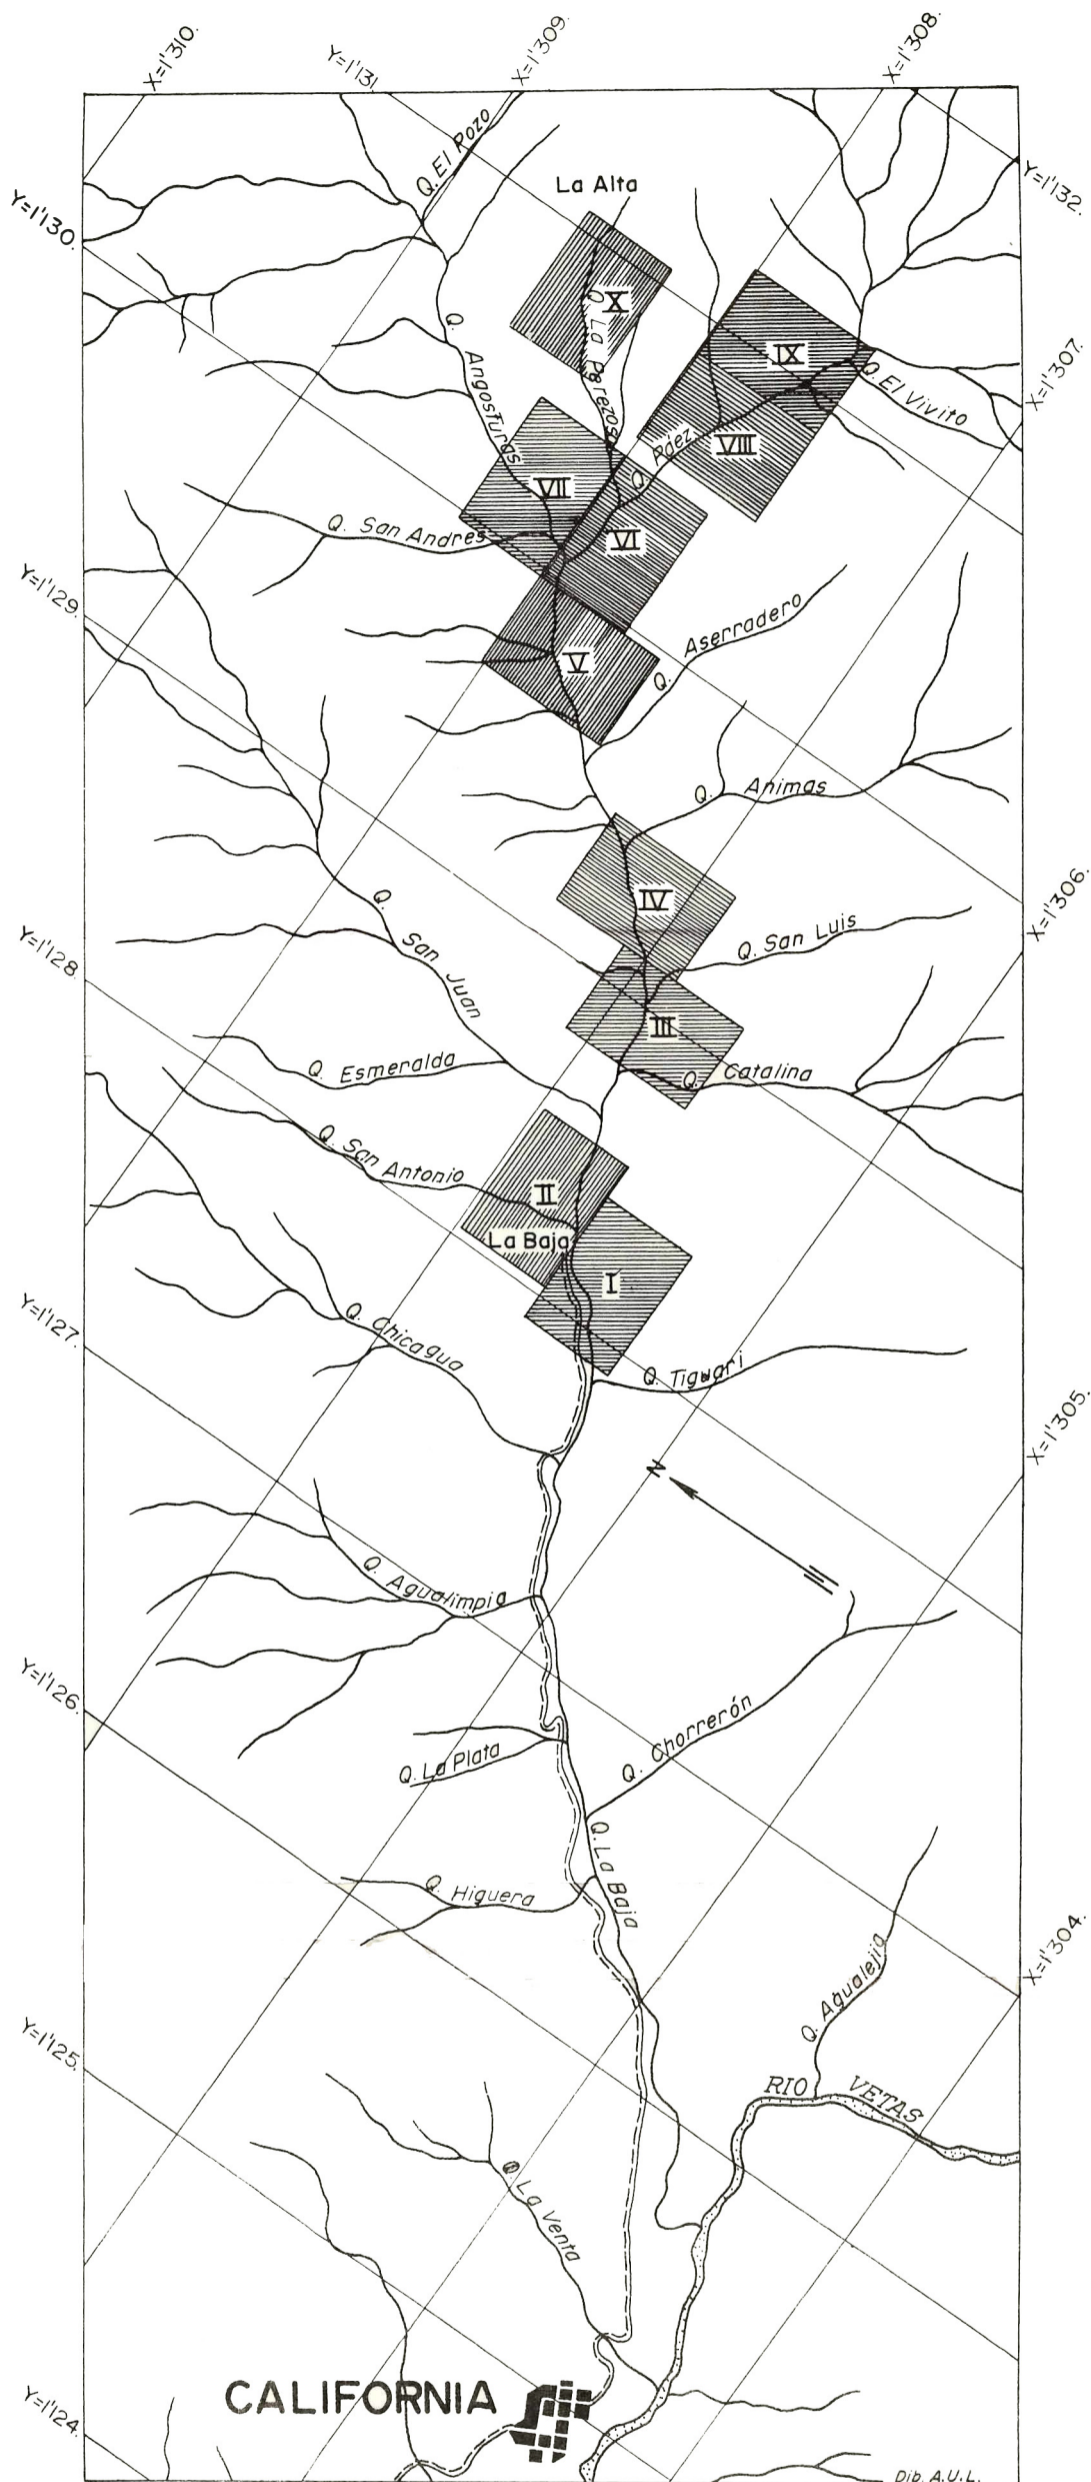 X=1'310.
Y=1'131
X=1'309.
X=1'308.
Q. El Pozo
La Alta
Y=1'132.
Y=1'130.
X
IX
Q. La Perezosa
Q. Angosturas
X=1'307.
Q. El Vivito
VIII
Q. Páez
VII
Q. San Andres
VI
Y=1'129.
Q. Aserradero
V
Q. Animas
IV
X=1'306.
Q. San Juan
Q. San Luis
Y=1'128
III
Q. Esmeralda
Q. Catalina
Q. San Antonio
II
La Baja
I
Y=1'127.
Q. Chicagua
Q. Tiguari
X=1'305.
N
Q. Agualimpia
Y=1'126.
Q. Chorrerón
Q. La Plata
Q. La Baja
Q. Higuera
X=1'304.
Q. Agualejia
Y=1'125.
RIO VETAS
Q. La Venta
CALIFORNIA
Y=1'124.
Dib. A.U.L.